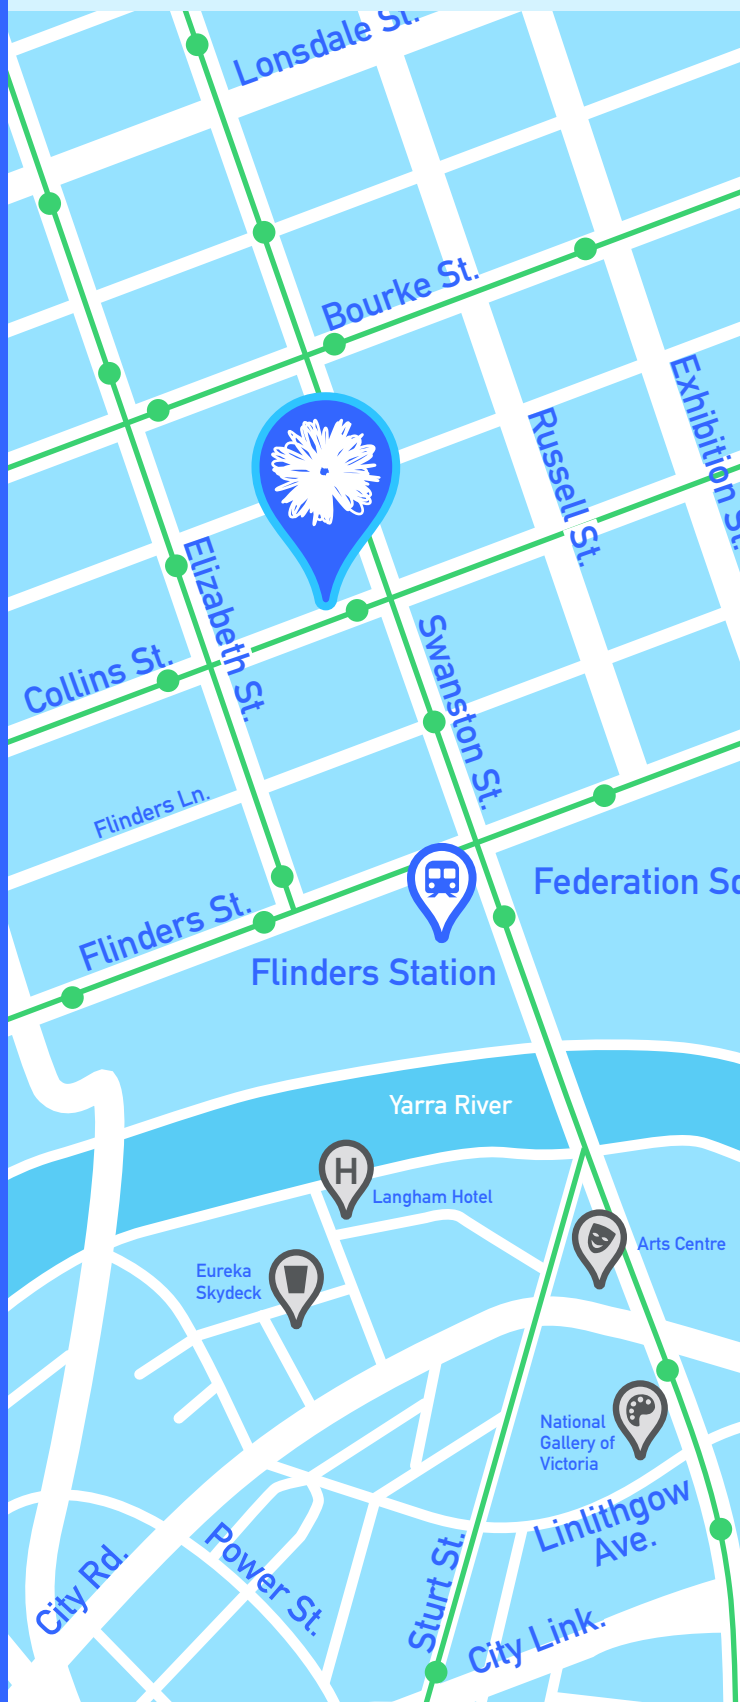 Lonsdale St.
Bourke St.
Exhibition St.
Russell St.
Elizabeth St.
Swanston St.
Collins St.
Flinders Ln.
Federation Sq
Flinders St.
Flinders Station
Yarra River
H
Langham Hotel
Arts Centre
Eureka
Skydeck
National
Gallery of
Victoria
Linlithgow
Ave.
Power St.
City Rd.
Sturt St.
City Link.